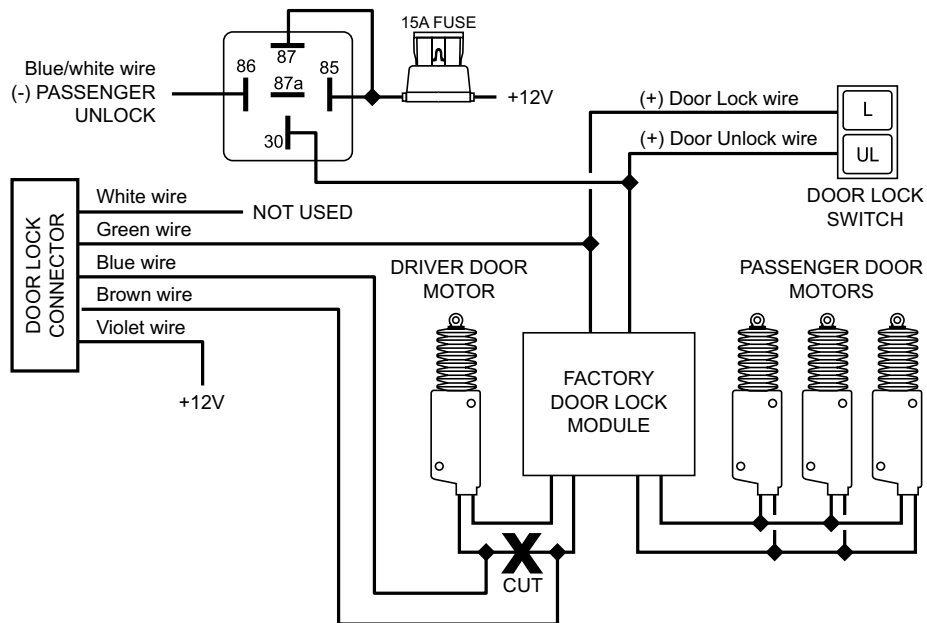 15A FUSE
87
86
87a
85
30
Blue/white wire
(-) PASSENGER
UNLOCK
+12V
(+) Door Lock wire
(+) Door Unlock wire
L
UL
DOOR LOCK
SWITCH
DOOR LOCK
CONNECTOR
White wire
NOT USED
Green wire
Blue wire
Brown wire
Violet wire
+12V
DRIVER DOOR
MOTOR
FACTORY
DOOR LOCK
MODULE
PASSENGER DOOR
MOTORS
X
CUT